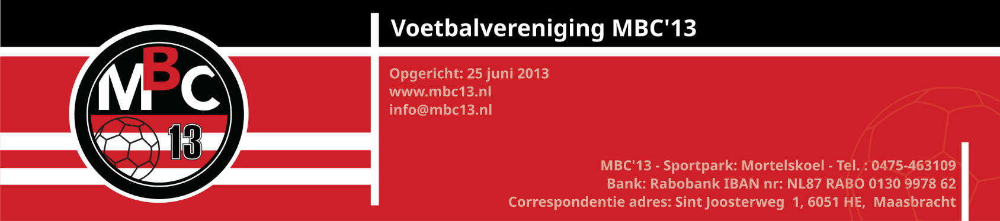 MBC
13
Voetbalvereniging MBC'13
Opgericht: 25 juni 2013
www.mbc13.nl
info@mbc13.nl
MBC'13 - Sportpark: Mortelskoel - Tel. : 0475-463109
Bank: Rabobank IBAN nr: NL87 RABO 0130 9978 62
Correspondentie adres: Sint Joosterweg  1, 6051 HE,  Maasbracht